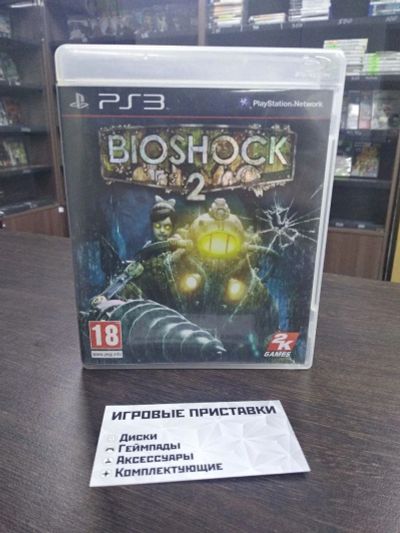 PS3
PlayStation Network
BIOSHOCK
2
18
www.pegi.info
2K
GAMES
ИГРОВЫЕ ПРИСТАВКИ
Диски
Геймпады
Аксессуары
Комплектующие